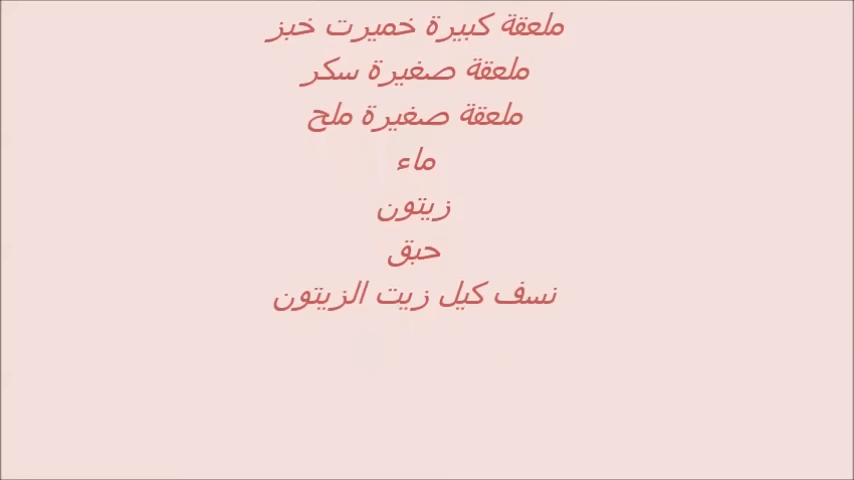 ملعقة كبيرة خميرت خبز
ملعقة صغيرة سكر
ملعقة صغيرة ملح
ماء
زيتون
حبق
نسف كيل زيت الزيتون